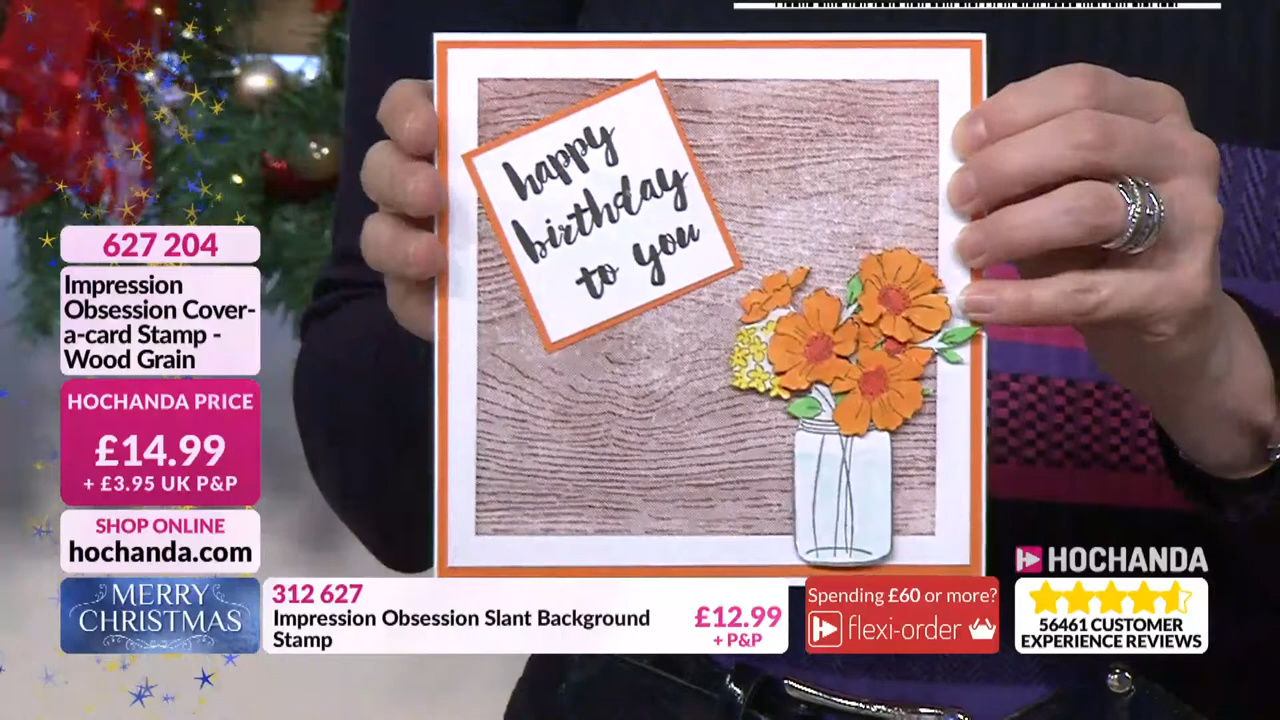 happy
birthday
to you
627 204
Impression
Obsession Cover-
a-card Stamp -
Wood Grain
HOCHANDA PRICE
£14.99
+ £3.95 UK P&P
SHOP ONLINE
hochanda.com
MERRY
CHRISTMAS
312 627
Impression Obsession Slant Background
Stamp
£12.99
+ P&P
Spending £60 or more?
flexi-order
HOCHANDA
56461 CUSTOMER
EXPERIENCE REVIEWS